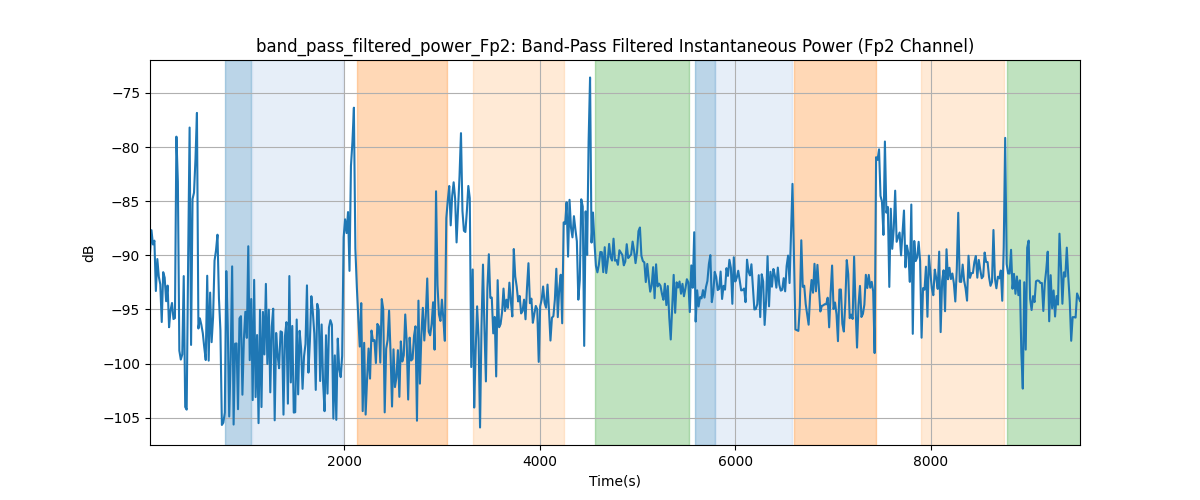 band_pass_filtered_power_Fp2: Band-Pass Filtered Instantaneous Power (Fp2 Channel)
−75
−80
−85
−90
−95
−100
−105
dB
2000 4000 6000 8000
Time(s)